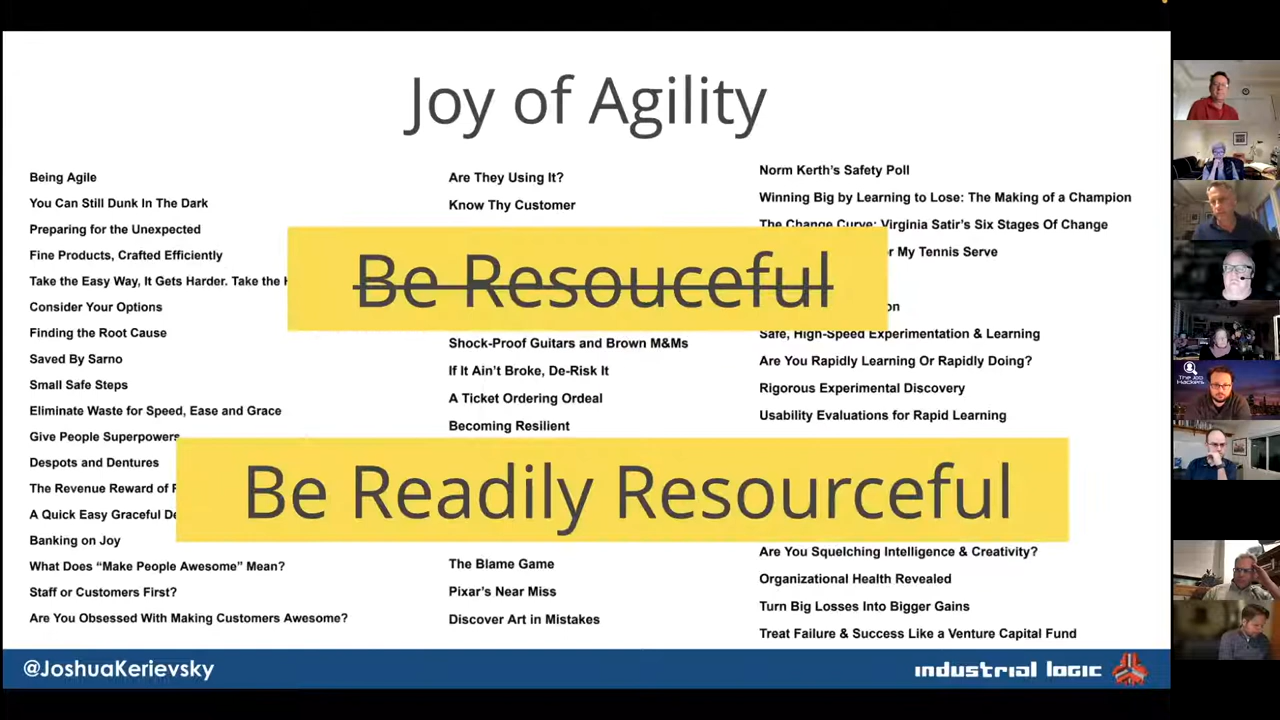 Joy of Agility
Being Agile
You Can Still Dunk In The Dark
Preparing for the Unexpected
Fine Products, Crafted Efficiently
Take the Easy Way, It Gets Harder. Take the
Consider Your Options
Finding the Root Cause
Saved By Sarno
Small Safe Steps
Eliminate Waste for Speed, Ease and Grace
Give People Superpowers
Despots and Dentures
The Revenue Reward of
A Quick Easy Graceful
Banking on Joy
What Does “Make People Awesome” Mean?
Staff or Customers First?
Are You Obsessed With Making Customers Awesome?
Are They Using It?
Know Thy Customer
Be Resouceful
Shock-Proof Guitars and Brown M&Ms
If It Ain’t Broke, De-Risk It
A Ticket Ordering Ordeal
Becoming Resilient
Be Readily Resourceful
The Blame Game
Pixar’s Near Miss
Discover Art in Mistakes
Norm Kerth’s Safety Poll
Winning Big by Learning to Lose: The Making of a Champion
The Change Curve: Virginia Satir’s Six Stages Of Change
My Tennis Serve
Safe, High-Speed Experimentation & Learning
Are You Rapidly Learning Or Rapidly Doing?
Rigorous Experimental Discovery
Usability Evaluations for Rapid Learning
Are You Squelching Intelligence & Creativity?
Organizational Health Revealed
Turn Big Losses Into Bigger Gains
Treat Failure & Success Like a Venture Capital Fund
@JoshuaKerievsky
industrial logic
The Job
Hackers